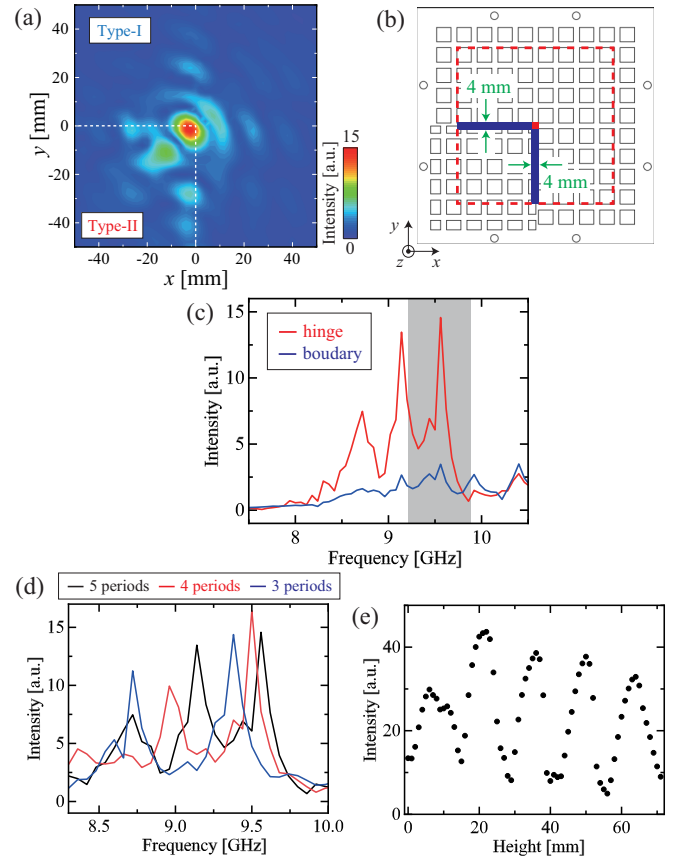 (a)
Type-I
Type-II
40
20
0
-20
-40
y [mm]
-40
-20
0
20
40
x [mm]
15
0
Intensity [a.u.]
(b)
4 mm
4 mm
y
z
x
(c)
hinge
boudary
15
10
5
0
Intensity [a.u.]
8
9
10
Frequency [GHz]
(d)
5 periods 4 periods 3 periods
15
10
5
0
Intensity [a.u.]
8.5
9.0
9.5
10.0
Frequency [GHz]
(e)
40
20
0
Intensity [a.u.]
0
20
40
60
Height [mm]